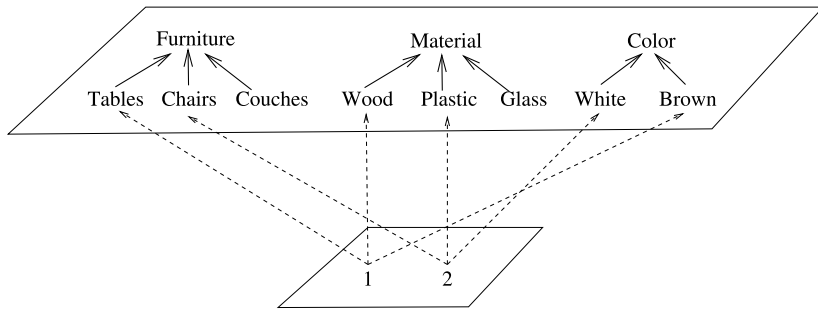 Furniture Material Color
Tables Chairs Couches Wood Plastic Glass White Brown
1 2